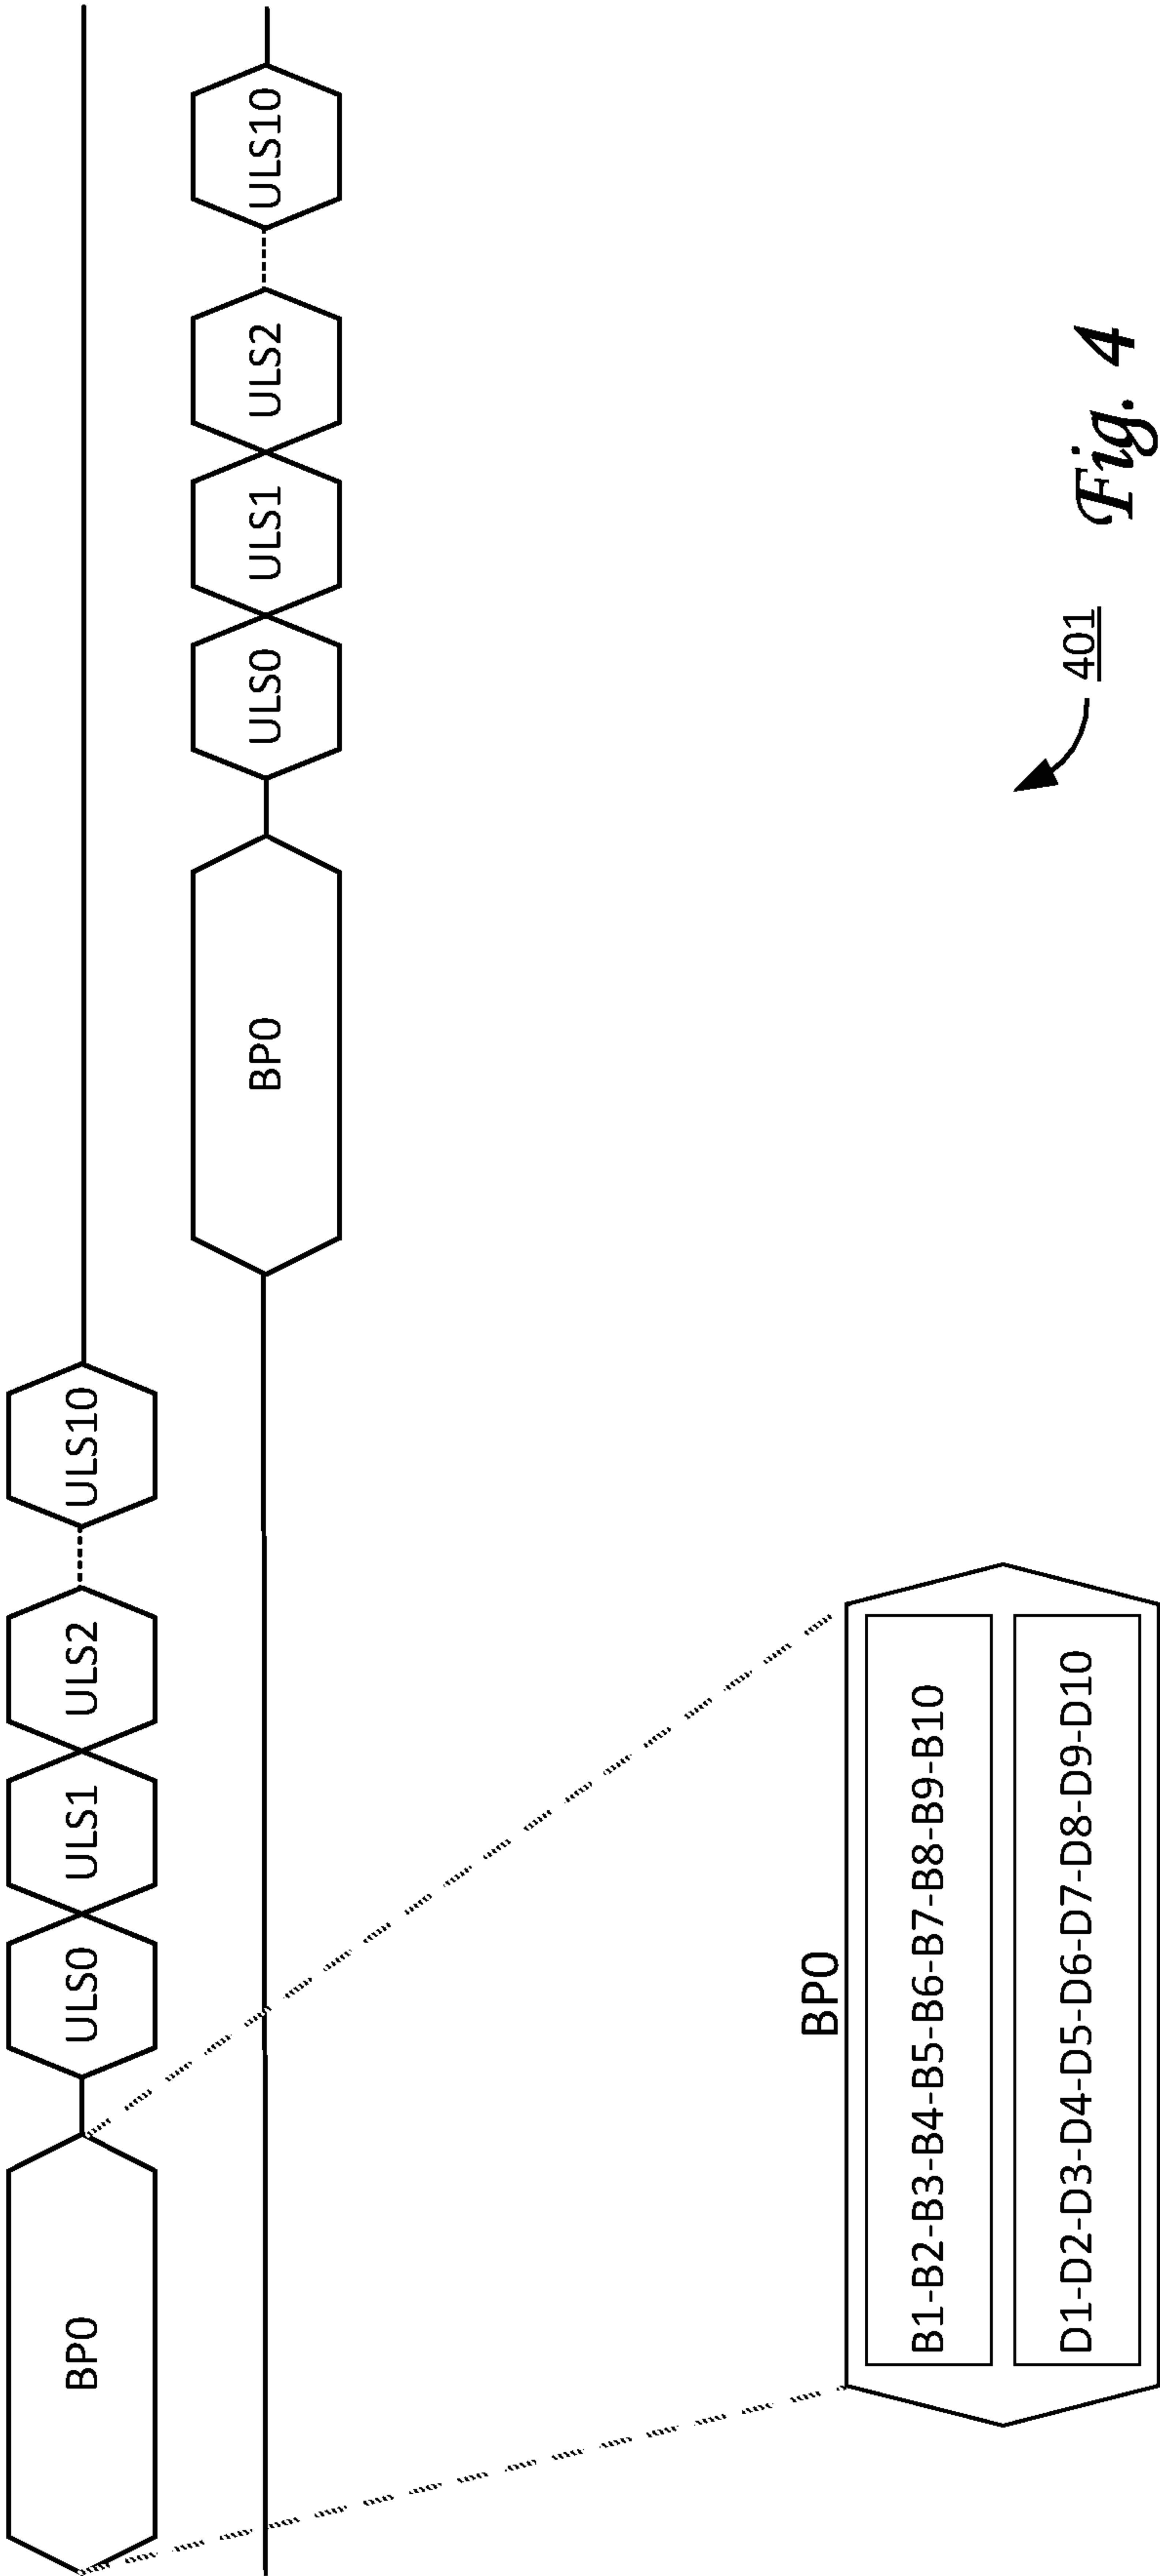 BP0 ULS0 ULS1 ULS2 ULS10
BP0 ULS0 ULS1 ULS2 ULS10
BP0
B1-B2-B3-B4-B5-B6-B7-B8-B9-B10
D1-D2-D3-D4-D5-D6-D7-D8-D9-D10
401
Fig. 4